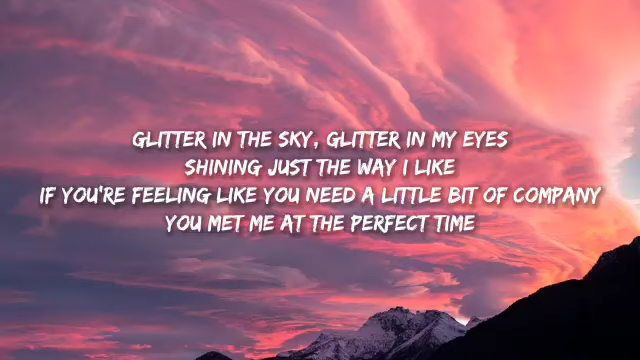 GLITTER IN THE SKY, GLITTER IN MY EYES
SHINING JUST THE WAY I LIKE
IF YOU'RE FEELING LIKE YOU NEED A LITTLE BIT OF COMPANY
YOU MET ME AT THE PERFECT TIME